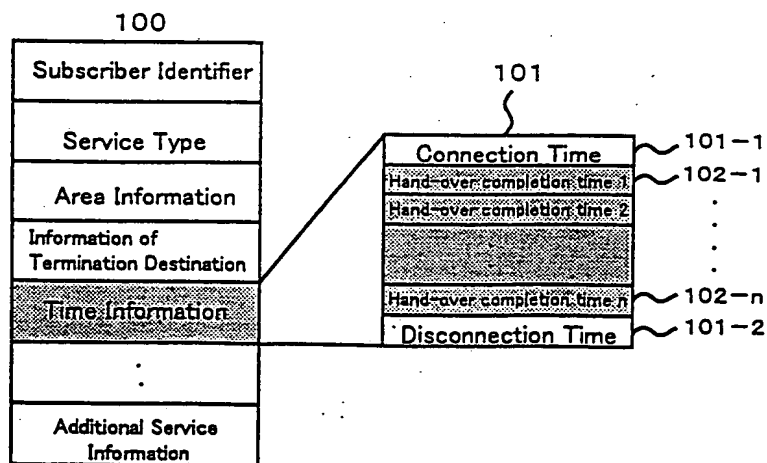 100
Subscriber Identifier
Service Type
Area Information
Information of
Termination Destination
Time Information
Additional Service
Information
101
Connection Time
101-1
Hand-over completion time 1
102-1
Hand-over completion time 2
Hand-over completion time n
102-n
Disconnection Time
101-2